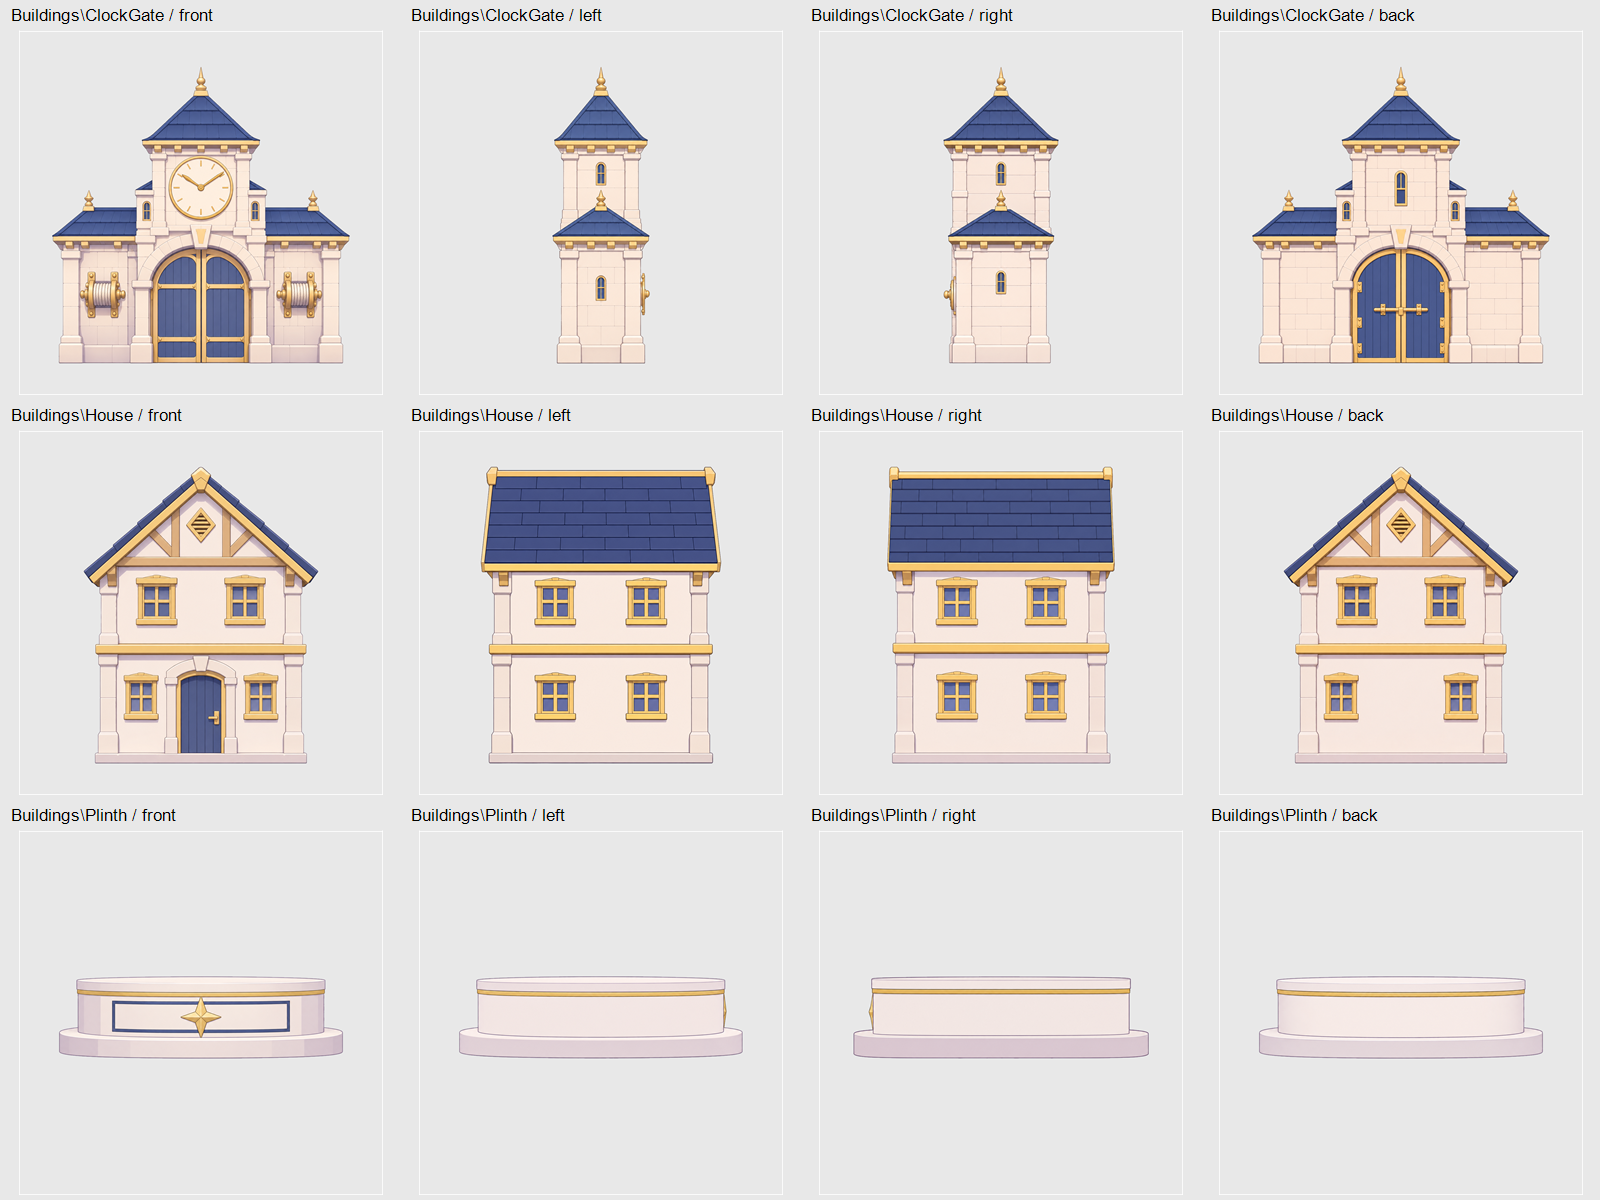 Buildings\ClockGate / front
Buildings\ClockGate / left
Buildings\ClockGate / right
Buildings\ClockGate / back
Buildings\House / front
Buildings\House / left
Buildings\House / right
Buildings\House / back
Buildings\Plinth / front
Buildings\Plinth / left
Buildings\Plinth / right
Buildings\Plinth / back